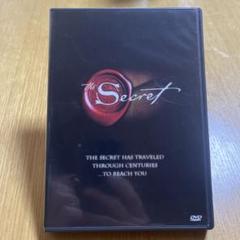 the
Secret
THE SECRET HAS TRAVELED
THROUGH CENTURIES
...TO REACH YOU
DVD